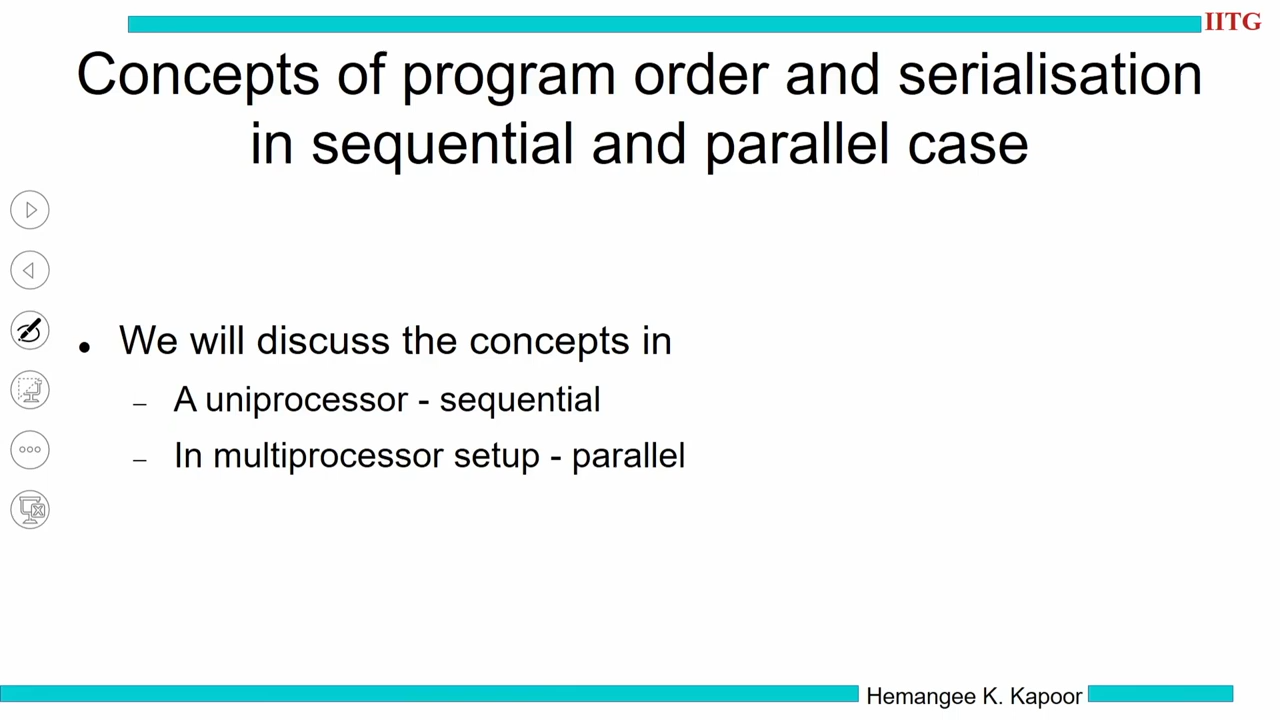 IITG
Concepts of program order and serialisation
in sequential and parallel case
• We will discuss the concepts in
– A uniprocessor - sequential
– In multiprocessor setup - parallel
Hemangee K. Kapoor